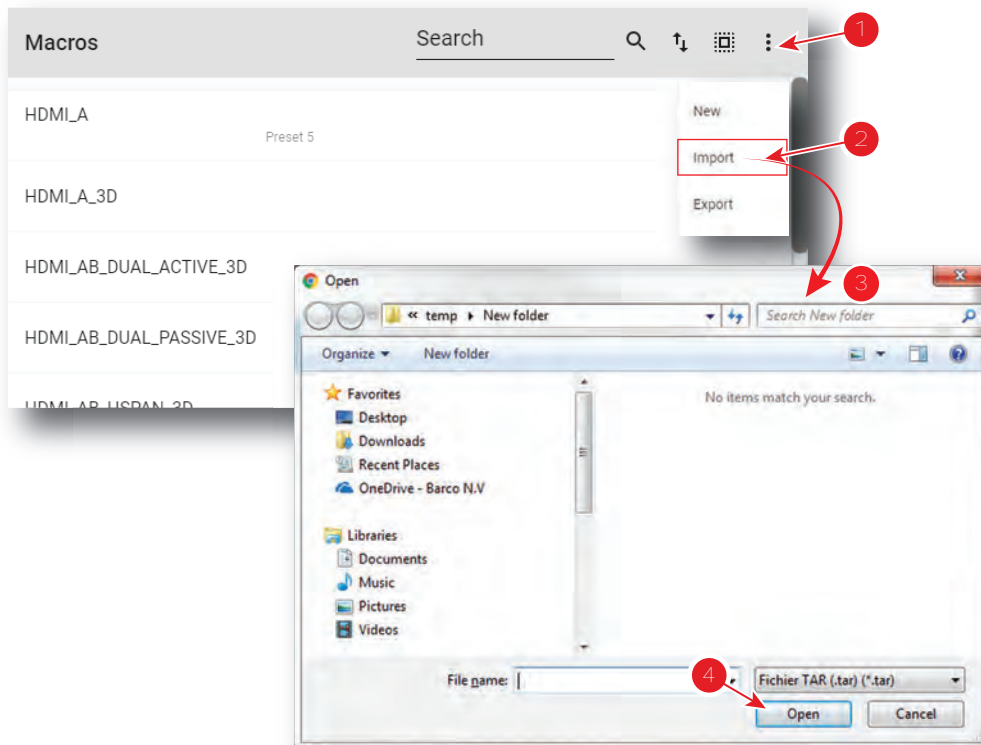 Macros
Search
1
HDMI_A
Preset 5
New
2
Import
HDMI_A_3D
Export
HDMI_AB_DUAL_ACTIVE_3D
3
Open
« temp ▸ New folder
Search New folder
HDMI_AB_DUAL_PASSIVE_3D
Organize
New folder
Favorites
No items match your search.
Desktop
HDMI_AB_HSPAN_3D
Downloads
Recent Places
OneDrive - Barco N.V
Libraries
Documents
Music
Pictures
Videos
4
File name:
Fichier TAR (.tar) (*.tar)
Open
Cancel